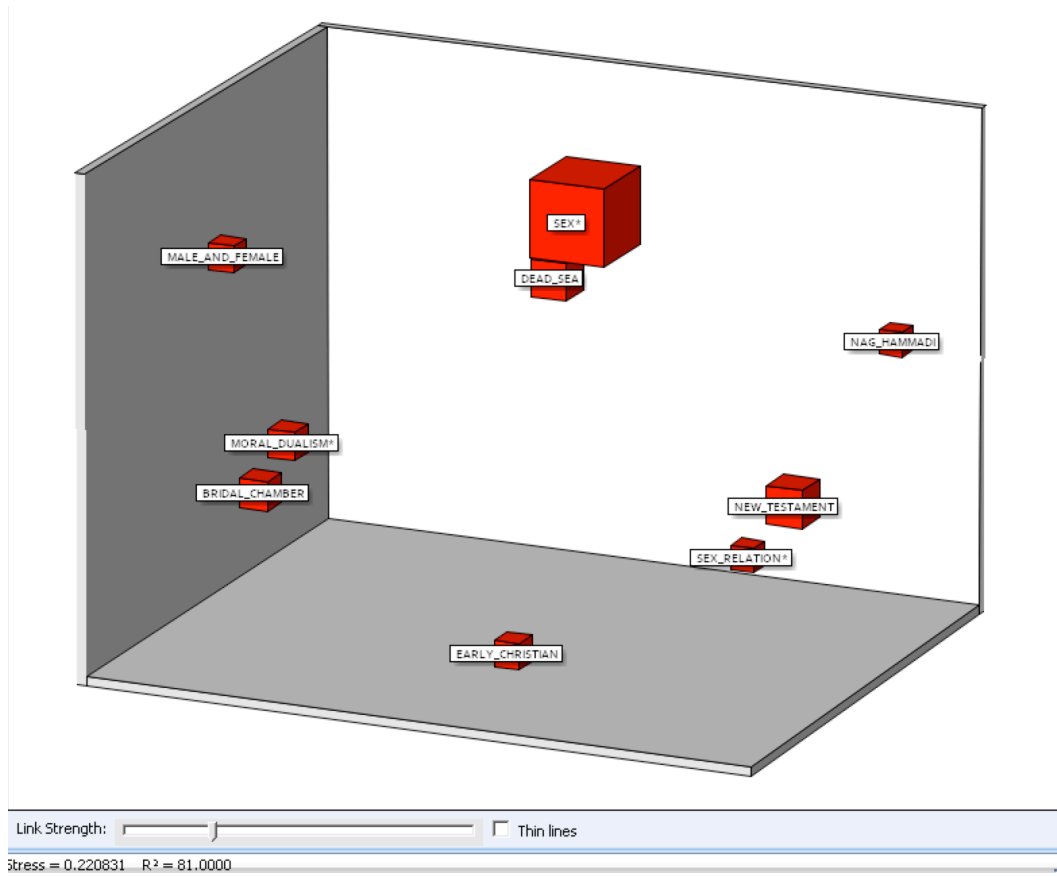 SEX*
MALE_AND_FEMALE
DEAD_SEA
NAG_HAMMADI
MORAL_DUALISM*
BRIDAL_CHAMBER
NEW_TESTAMENT
SEX_RELATION*
EARLY_CHRISTIAN
Link Strength: Thin lines
Stress = 0.220831 R² = 81.0000